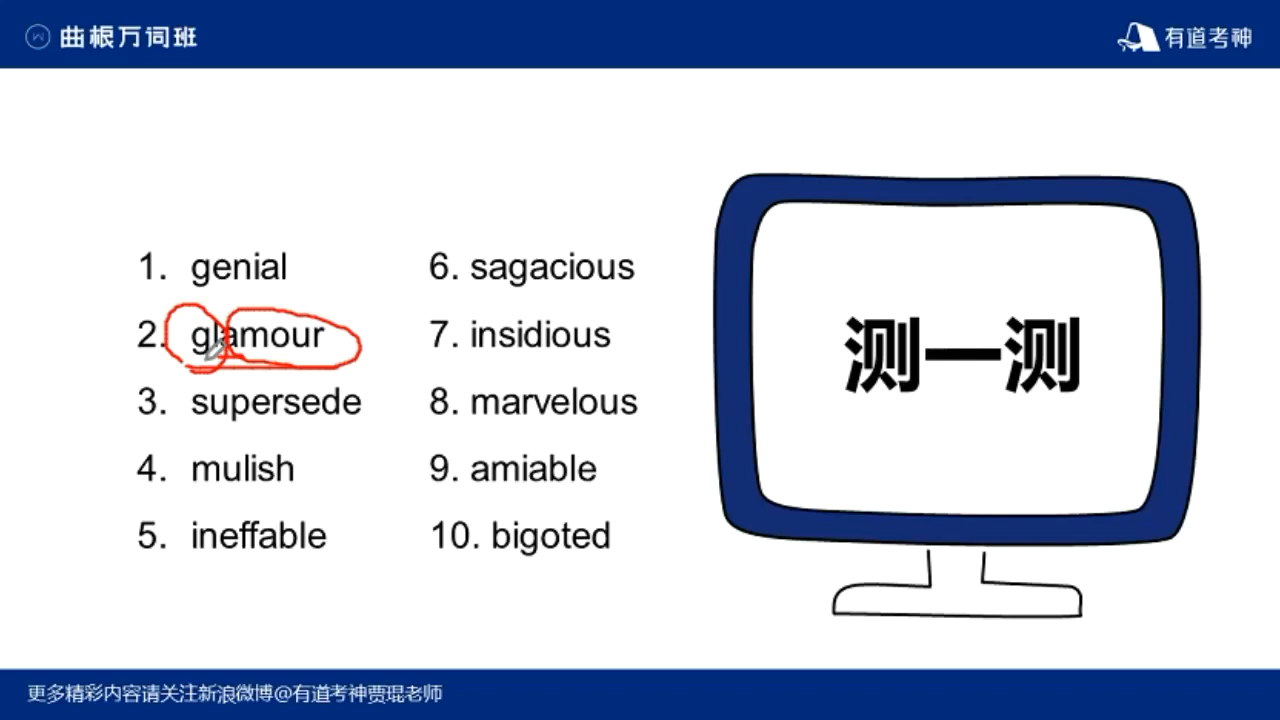 曲根万词班
有道考神
1. genial
2. glamour
3. supersede
4. mulish
5. ineffable
6. sagacious
7. insidious
8. marvelous
9. amiable
10. bigoted
测一测
更多精彩内容请关注新浪微博@有道考神贾琨老师